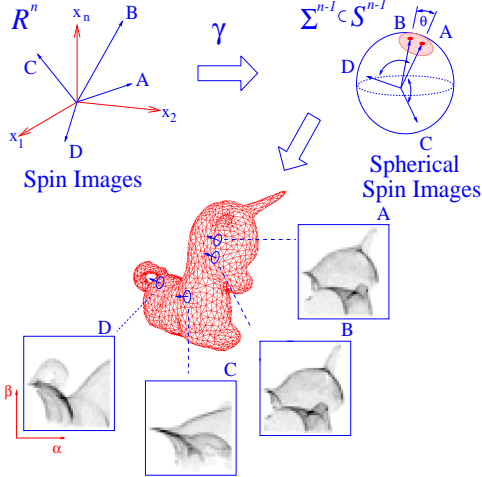 R^n
x_n
B
C
A
x_1
x_2
D
Spin Images
γ
Σ^{n-1} ⊂ S^{n-1}
B
θ
A
D
C
Spherical
Spin Images
A
D
C
B
β
α